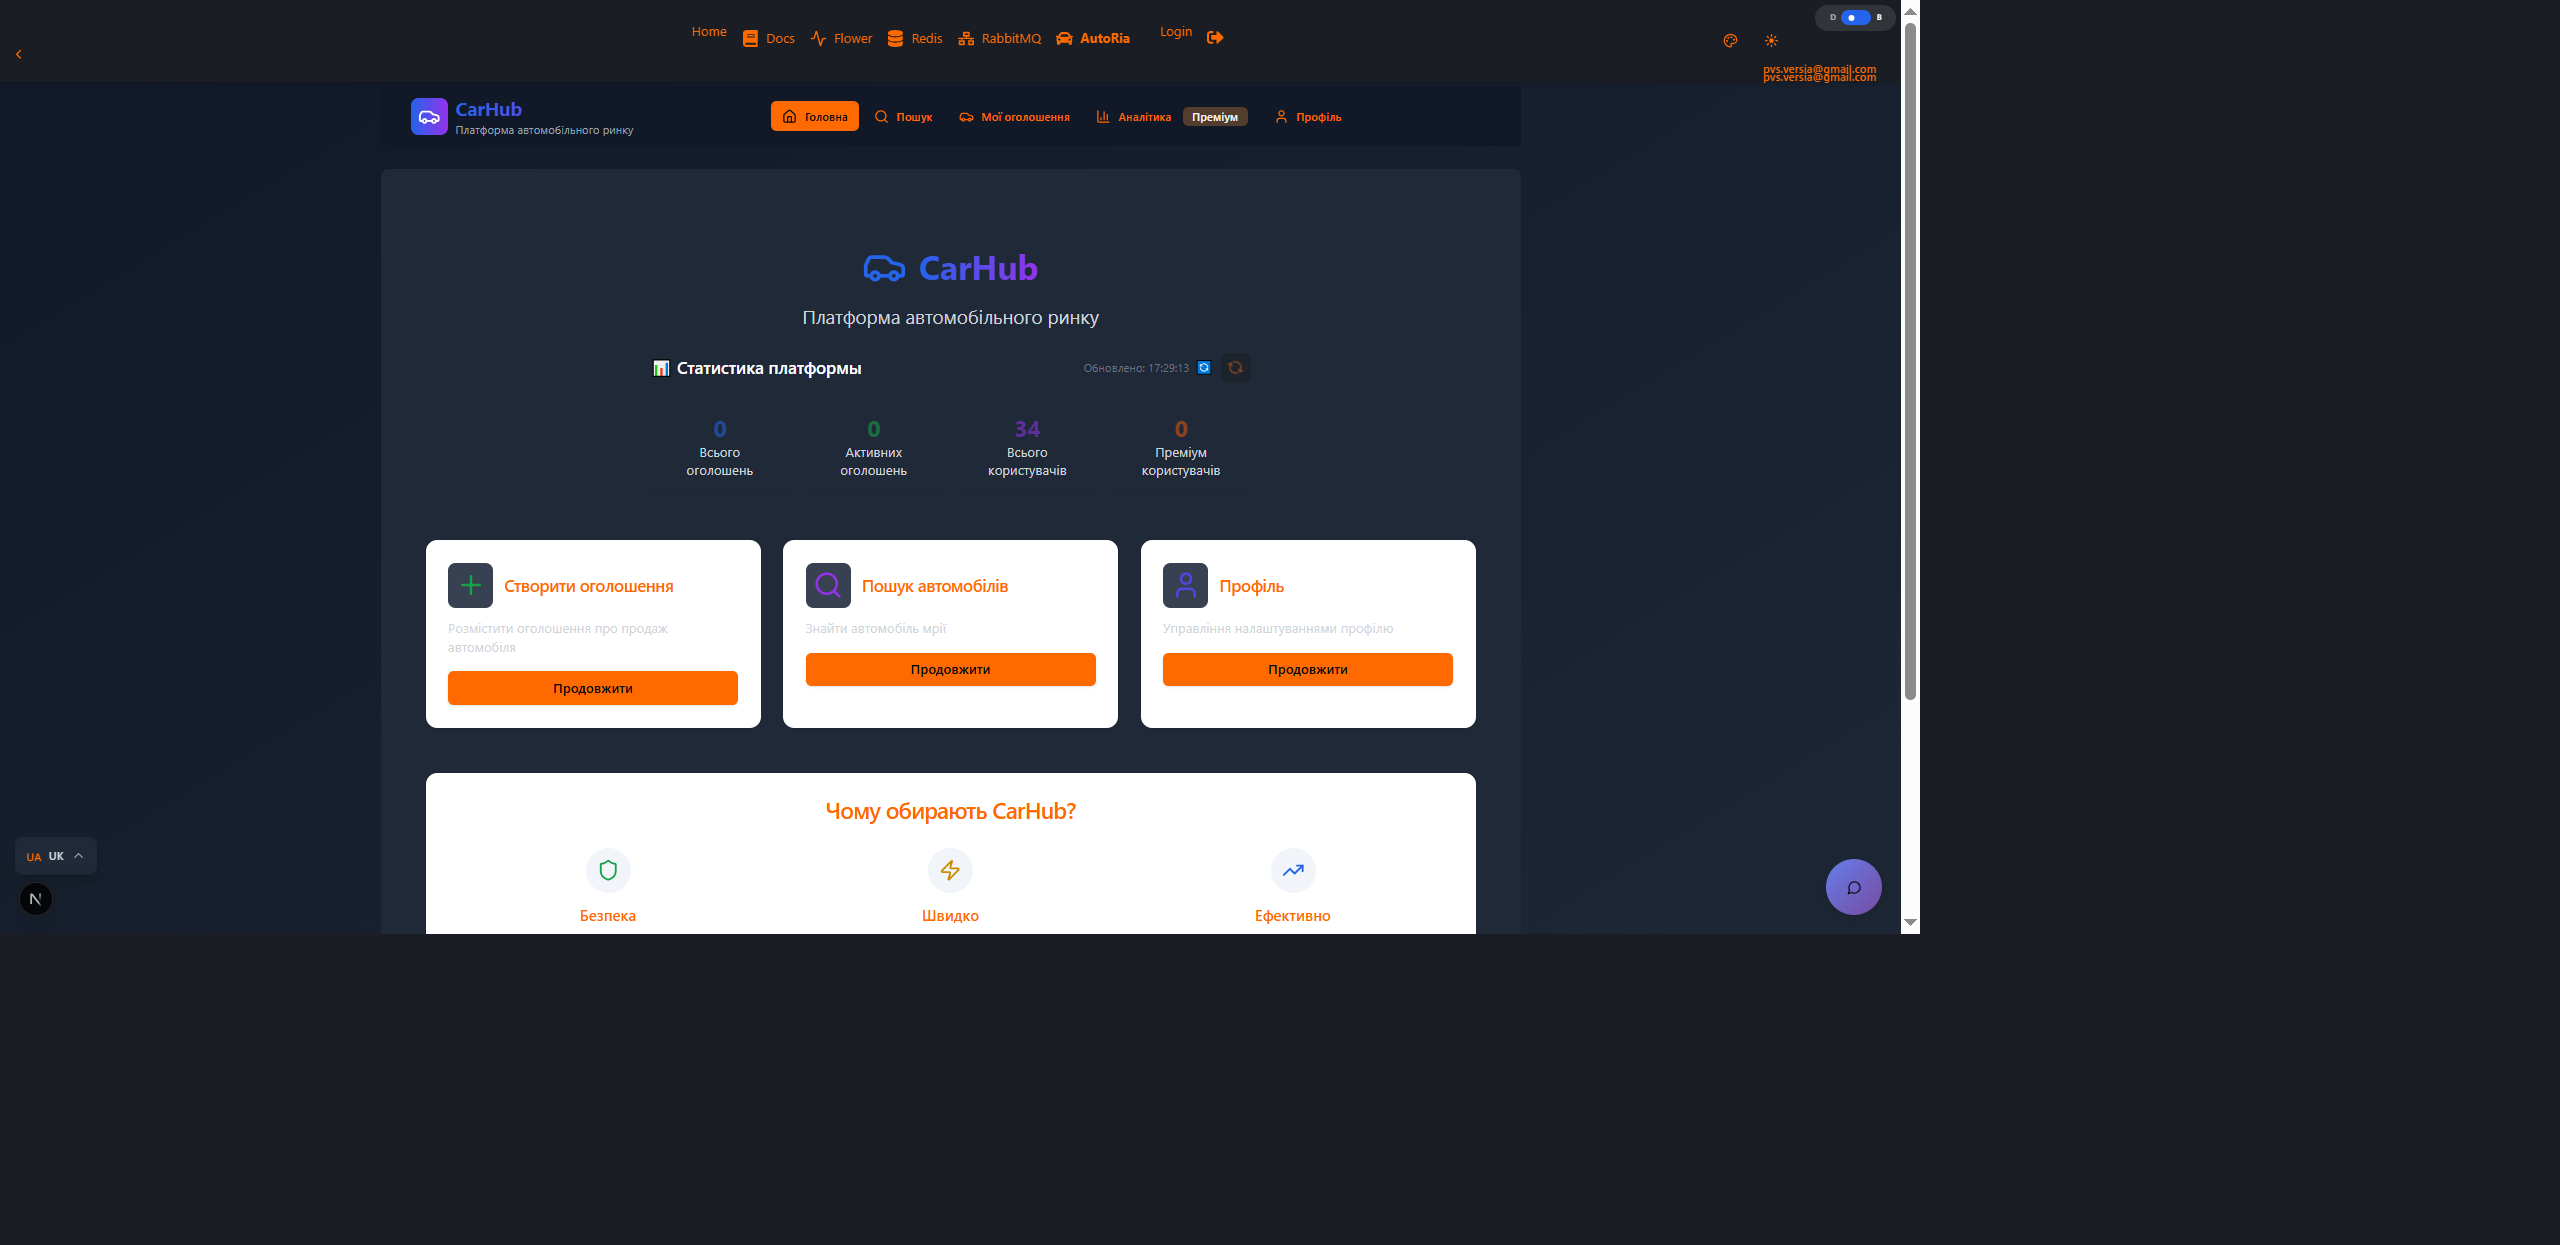 Home
Docs
Flower
Redis
RabbitMQ
AutoRia
Login
D
B
pvs.versia@gmail.com
pvs.versia@gmail.com
CarHub
Платформа автомобільного ринку
Головна
Пошук
Мої оголошення
Аналітика
Преміум
Профіль
CarHub
Платформа автомобільного ринку
Статистика платформы
Обновлено: 17:29:13
0
Всього
оголошень
0
Активних
оголошень
34
Всього
користувачів
0
Преміум
користувачів
Створити оголошення
Розмістити оголошення про продаж
автомобіля
Продовжити
Пошук автомобілів
Знайти автомобіль мрії
Продовжити
Профіль
Управління налаштуваннями профілю
Продовжити
Чому обирають CarHub?
Безпека
Швидко
Ефективно
UA UK
N